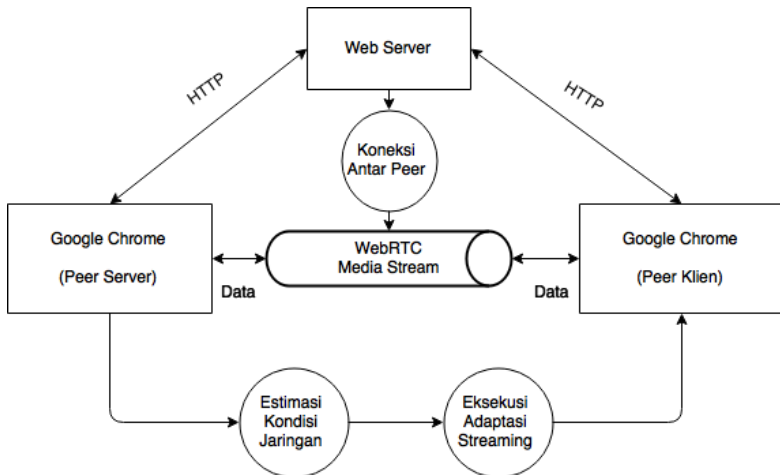 Web Server
HTTP
HTTP
Koneksi
Antar Peer
Google Chrome
(Peer Server)
Data
WebRTC
Media Stream
Data
Google Chrome
(Peer Klien)
Estimasi
Kondisi
Jaringan
Eksekusi
Adaptasi
Streaming